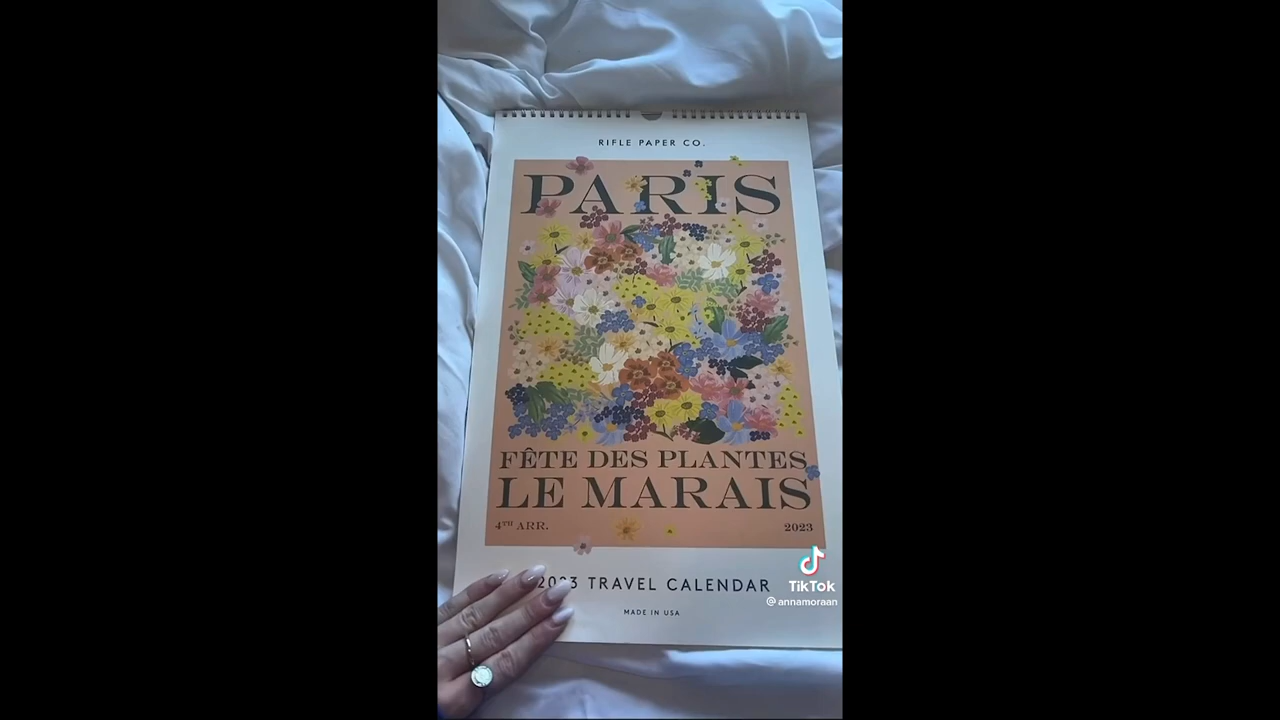 RIFLE PAPER CO.
PARIS
FÊTE DES PLANTES
LE MARAIS
4TH ARR.
2023
2023 TRAVEL CALENDAR
MADE IN USA
TikTok
@annamoraan